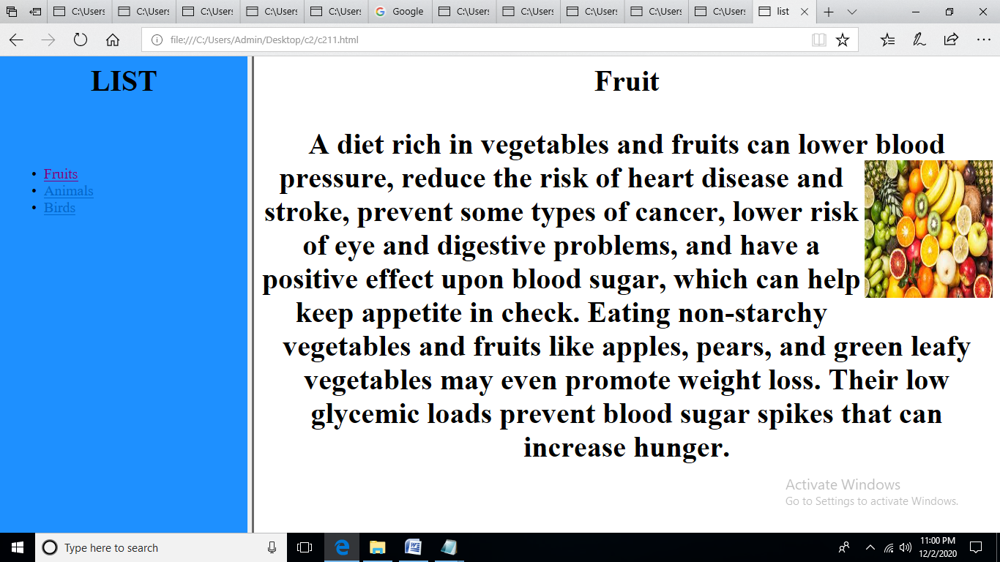 C:\Users C:\Users C:\Users C:\Users C:\Users Google C:\Users C:\Users C:\Users C:\Users C:\Users list
file:///C:/Users/Admin/Desktop/c2/c211.html
LIST
• Fruits
• Animals
• Birds
Fruit
A diet rich in vegetables and fruits can lower blood
pressure, reduce the risk of heart disease and
stroke, prevent some types of cancer, lower risk
of eye and digestive problems, and have a
positive effect upon blood sugar, which can help
keep appetite in check. Eating non-starchy
vegetables and fruits like apples, pears, and green leafy
vegetables may even promote weight loss. Their low
glycemic loads prevent blood sugar spikes that can
increase hunger.
Activate Windows
Go to Settings to activate Windows.
Type here to search
11:00 PM
12/2/2020